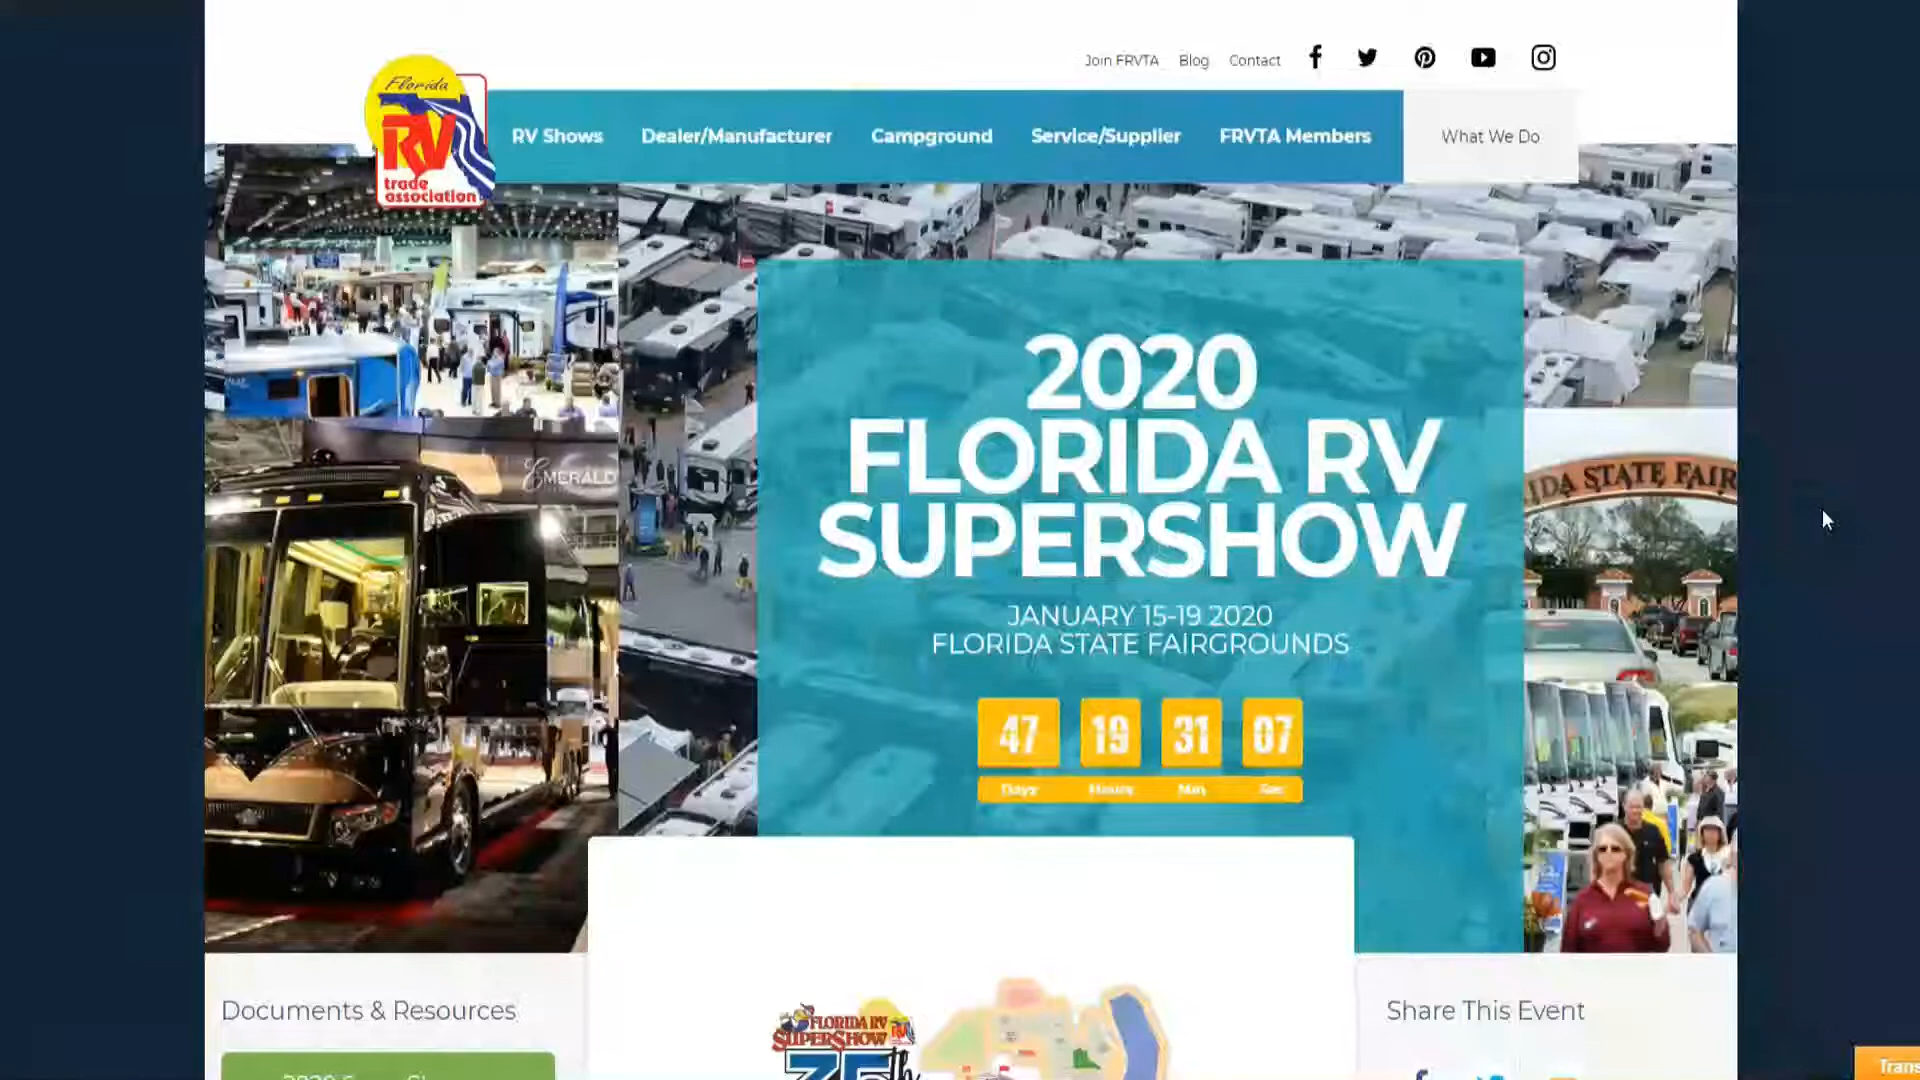 Join FRVTA Blog Contact
Florida
RV
trade
association
RV Shows Dealer/Manufacturer Campground Service/Supplier FRVTA Members What We Do
EMERALD
2020
FLORIDA RV
SUPERSHOW
JANUARY 15-19 2020
FLORIDA STATE FAIRGROUNDS
IDA STATE FAIR
47 19 31 07
Days Hours Min Sec
Documents & Resources
Share This Event
FLORIDA RV
SUPERSHOW
35th
Trans